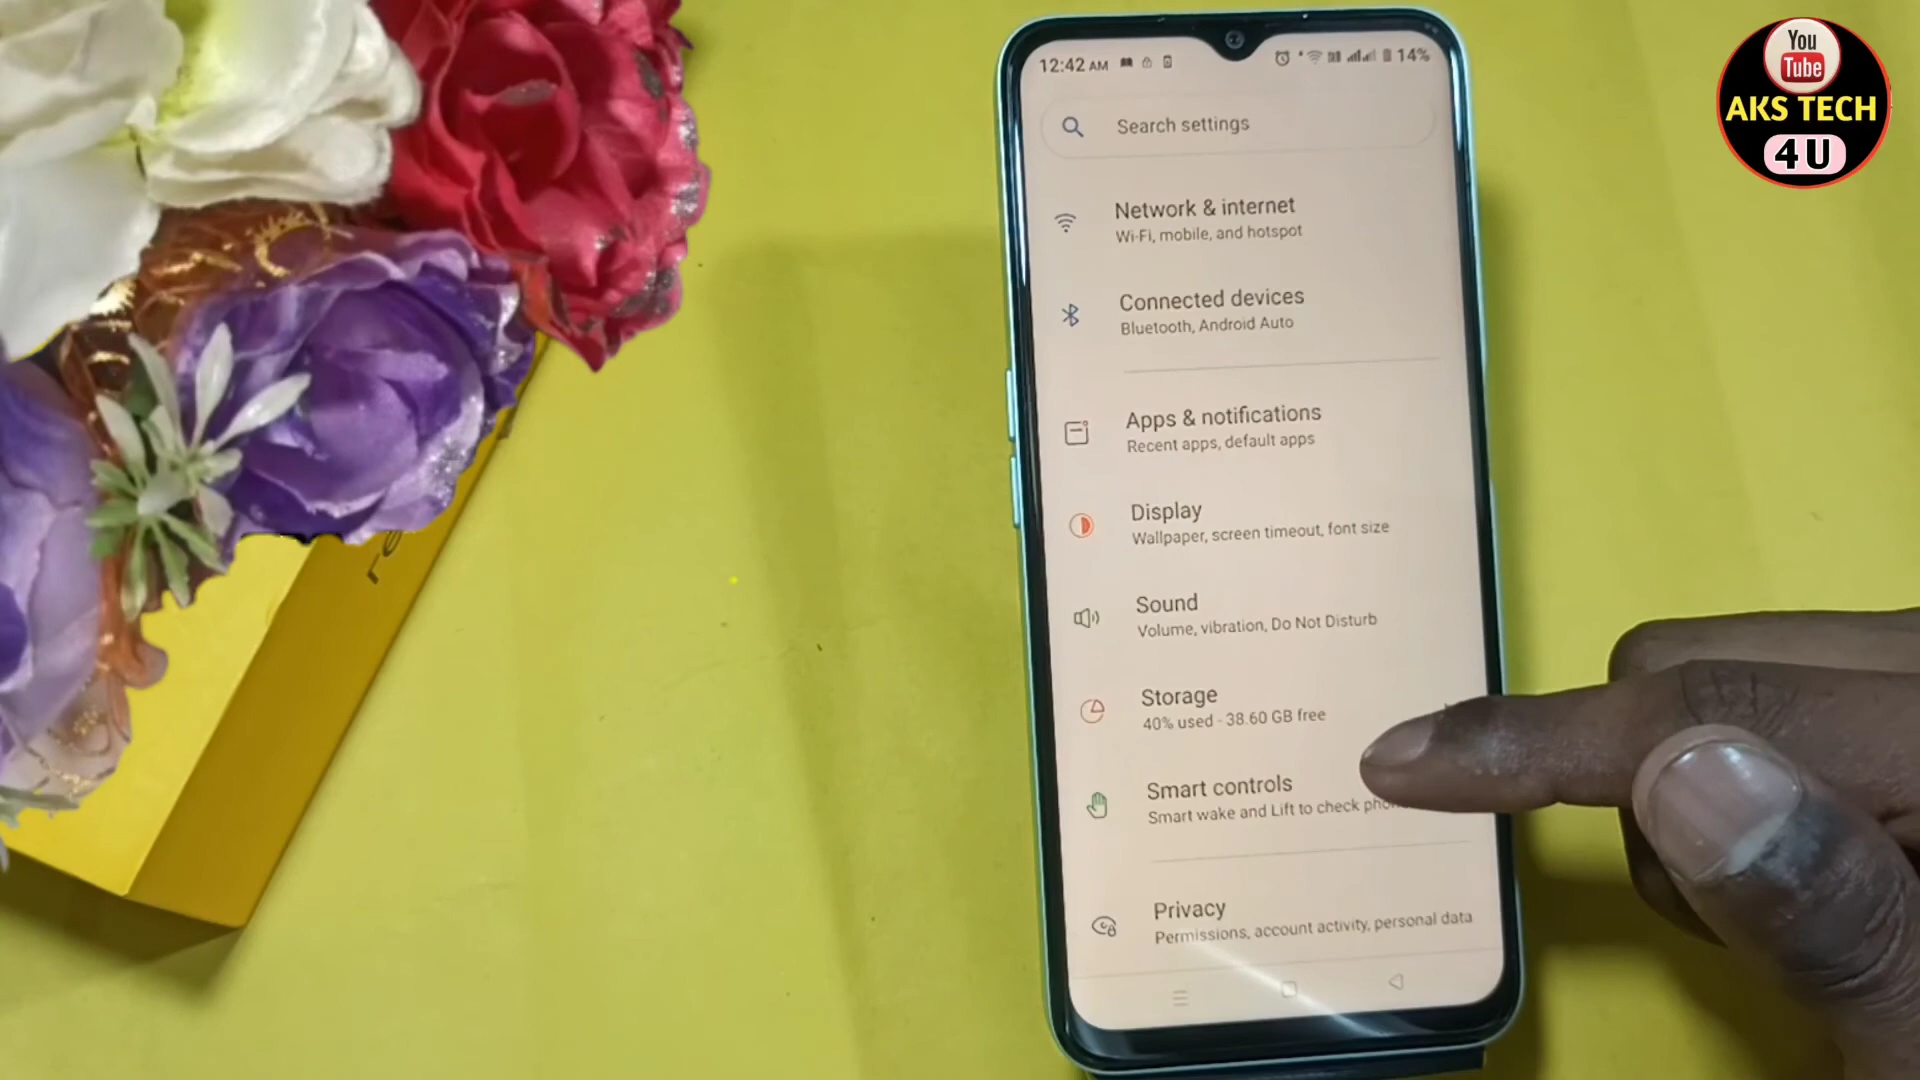 You
Tube
AKS TECH
4 U
12:42 AM
14%
Search settings
Network & internet
Wi-Fi, mobile, and hotspot
Connected devices
Bluetooth, Android Auto
Apps & notifications
Recent apps, default apps
Display
Wallpaper, screen timeout, font size
Sound
Volume, vibration, Do Not Disturb
Storage
40% used - 38.60 GB free
Smart controls
Smart wake and Lift to check
Privacy
Permissions, account activity, personal data